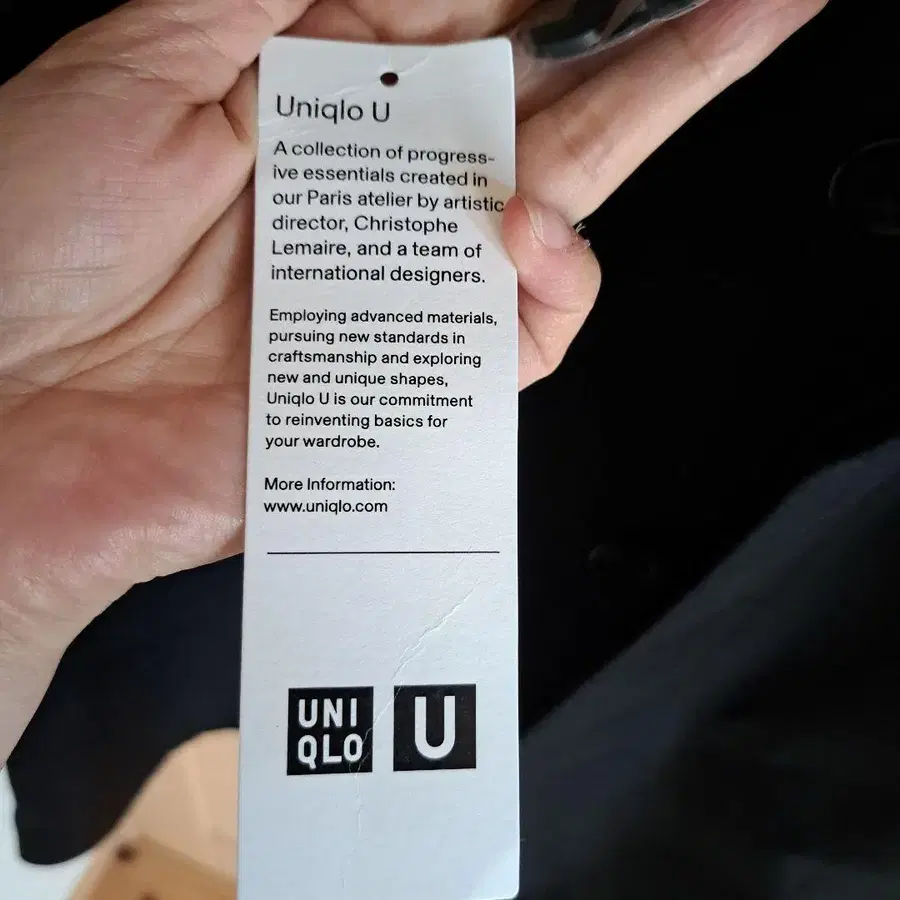 Uniqlo U
A collection of progress-
ive essentials created in
our Paris atelier by artistic
director, Christophe
Lemaire, and a team of
international designers.
Employing advanced materials,
pursuing new standards in
craftsmanship and exploring
new and unique shapes,
Uniqlo U is our commitment
to reinventing basics for
your wardrobe.
More Information:
www.uniqlo.com
UNI
QLO
U